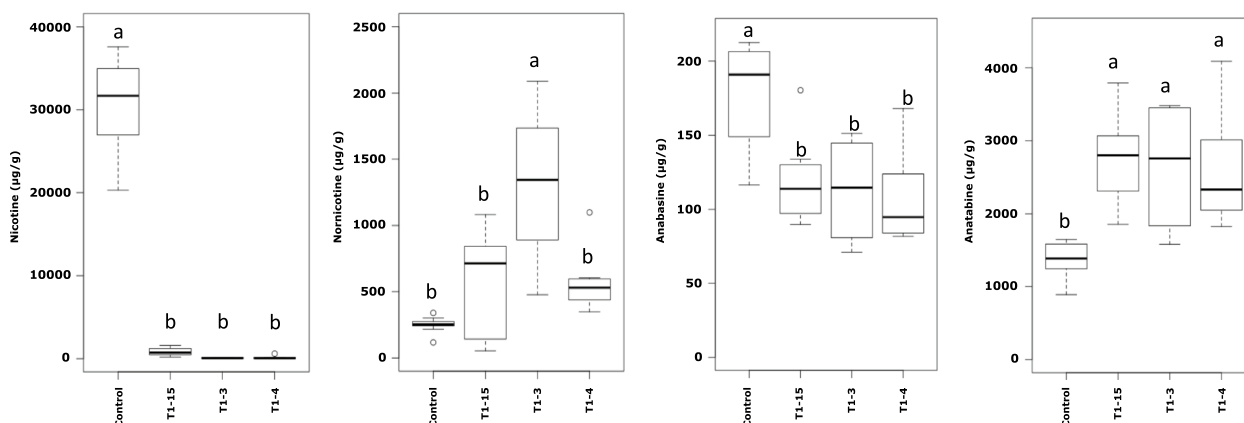 Nicotine (µg/g)
40000
30000
20000
10000
0
a
b
b
b
Control
T1-15
T1-3
T1-4
Nornicotine (µg/g)
2500
2000
1500
1000
500
0
b
b
a
b
Control
T1-15
T1-3
T1-4
Anabasine (µg/g)
200
150
100
50
0
a
b
b
b
Control
T1-15
T1-3
T1-4
Anatabine (µg/g)
4000
3000
2000
1000
0
b
a
a
a
Control
T1-15
T1-3
T1-4